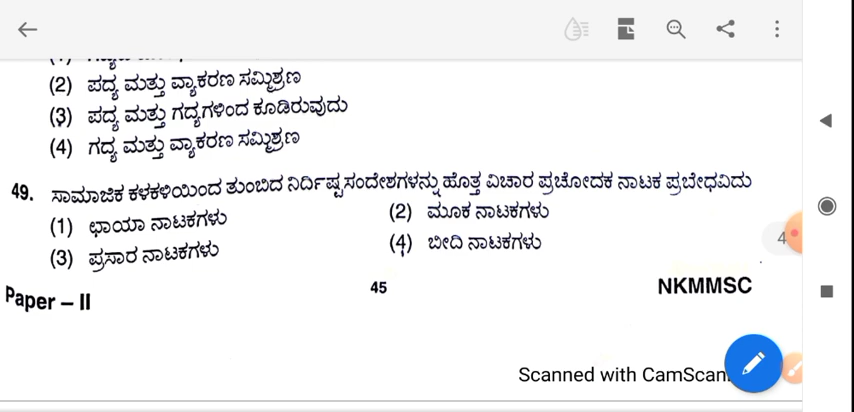 (2) ಪದ್ಯ ಮತ್ತು ವ್ಯಾಕರಣ ಸಮ್ಮಿಶ್ರಣ
(3) ಪದ್ಯ ಮತ್ತು ಗದ್ಯಗಳಿಂದ ಕೂಡಿರುವುದು
(4) ಗದ್ಯ ಮತ್ತು ವ್ಯಾಕರಣ ಸಮ್ಮಿಶ್ರಣ
49. ಸಾಮಾಜಿಕ ಕಳಕಳಿಯಿಂದ ತುಂಬಿದ ನಿರ್ದಿಷ್ಟ ಸಂದೇಶಗಳನ್ನು ಹೊತ್ತ ವಿಚಾರ ಪ್ರಚೋದಕ ನಾಟಕ ಪ್ರಬೇಧವಿದು
(1) ಛಾಯಾ ನಾಟಕಗಳು (2) ಮೂಕ ನಾಟಕಗಳು
(3) ಪ್ರಸಾರ ನಾಟಕಗಳು (4) ಬೀದಿ ನಾಟಕಗಳು
Paper – II 45 NKMMSC
Scanned with CamScan